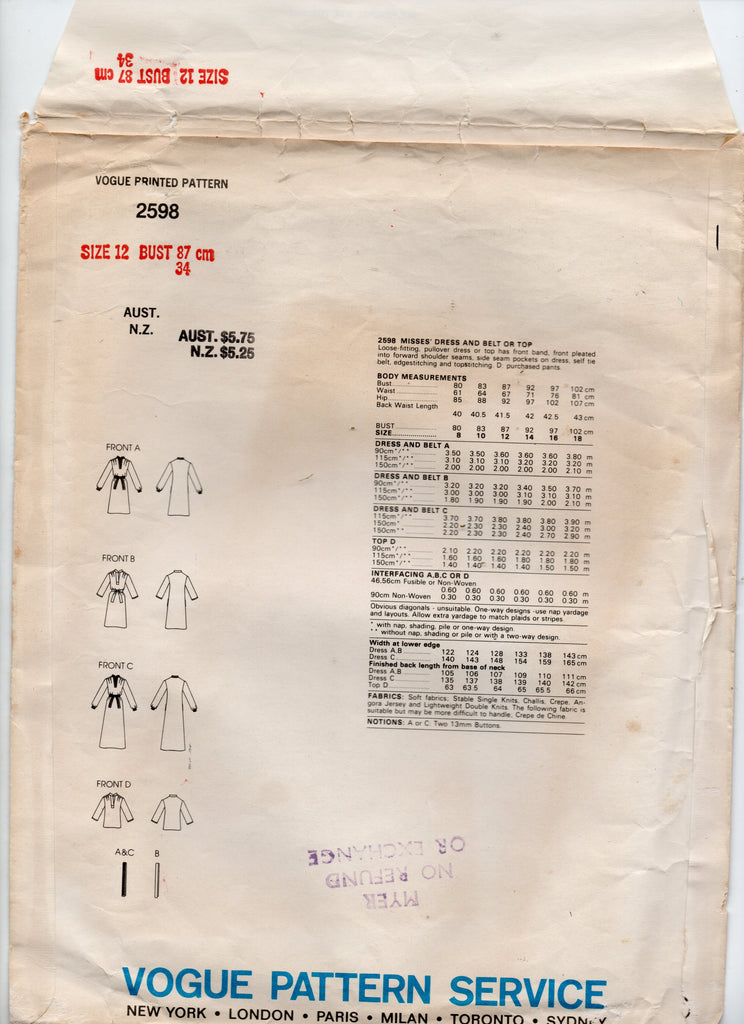 SIZE 12 BUST 87 cm
34
VOGUE PRINTED PATTERN
2598
SIZE 12 BUST 87 cm
34
AUST.
N.Z.
AUST. $5.75
N.Z. $5.25
2598 MISSES' DRESS AND BELT OR TOP
Loose-fitting, pullover dress or top has front band, front pleated
into forward shoulder seams, side seam pockets on dress, self tie
belt, edgestitching and topstitching. D: purchased pants.
BODY MEASUREMENTS
Bust 80 83 87 92 97 102 cm
Waist 61 64 67 71 76 81 cm
Hip 85 88 92 97 102 107 cm
Back Waist Length
40 40.5 41.5 42 42.5 43 cm
BUST 80 83 87 92 97 102 cm
SIZE 8 10 12 14 16 18
DRESS AND BELT A
90cm*/** 3.50 3.50 3.60 3.60 3.60 3.80 m
115cm*/** 3.10 3.10 3.10 3.20 3.20 3.20 m
150cm*/** 2.00 2.00 2.00 2.00 2.00 2.10 m
DRESS AND BELT B
90cm*/** 3.20 3.20 3.20 3.40 3.50 3.70 m
115cm*/** 3.00 3.00 3.00 3.10 3.10 3.10 m
150cm*/** 1.80 1.90 1.90 1.90 2.00 2.10 m
DRESS AND BELT C
115cm*/** 3.70 3.70 3.80 3.80 3.80 3.90 m
150cm* 2.20 2.30 2.30 2.40 3.00 3.20 m
150cm** 2.20 2.30 2.30 2.40 2.70 2.90 m
TOP D
90cm*/** 2.10 2.20 2.20 2.20 2.20 2.20 m
115cm*/** 1.60 1.60 1.60 1.80 1.80 1.80 m
150cm*/** 1.40 1.40 1.40 1.40 1.50 1.50 m
INTERFACING A,B,C OR D
46,56cm Fusible or Non-Woven
0.60 0.60 0.60 0.60 0.60 0.60 m
90cm Non-Woven 0.30 0.30 0.30 0.30 0.30 0.30 m
Obvious diagonals - unsuitable. One-way designs - use nap yardage
and layouts. Allow extra yardage to match plaids or stripes.
* with nap, shading, pile or one-way design.
** without nap, shading or pile or with a two-way design.
Width at lower edge
Dress A,B 122 124 128 133 138 143 cm
Dress C 140 143 148 154 159 165 cm
Finished back length from base of neck
Dress A,B 105 106 107 109 110 111 cm
Dress C 135 137 138 139 140 142 cm
Top D 63 63.5 64 65 65.5 66 cm
FABRICS: Soft fabrics: Stable Single Knits, Challis, Crepe, An-
gora Jersey and Lightweight Double Knits. The following fabric is
suitable but may be more difficult to handle: Crepe de Chine.
NOTIONS: A or C: Two 13mm Buttons.
FRONT A
FRONT B
FRONT C
FRONT D
A&C B
MYER
NO REFUND
OR EXCHANGE
VOGUE PATTERN SERVICE
NEW YORK • LONDON • PARIS • MILAN • TORONTO • SYDNEY